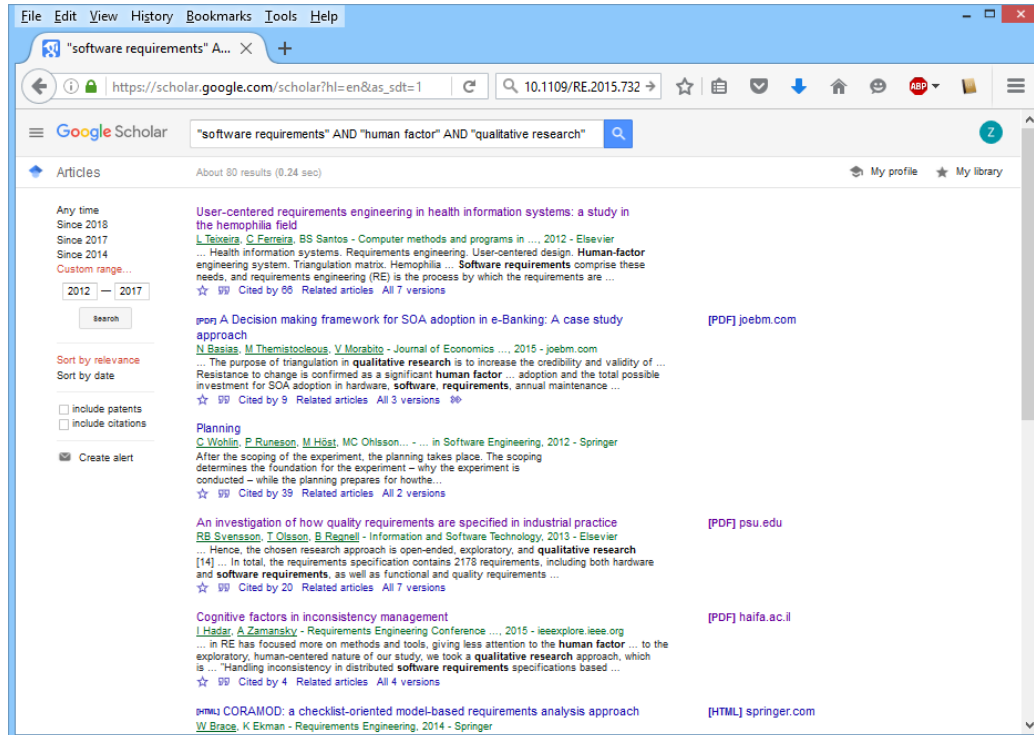 File Edit View History Bookmarks Tools Help
"software requirements" A...
https://scholar.google.com/scholar?hl=en&as_sdt=1
10.1109/RE.2015.732
ABP
Google Scholar
"software requirements" AND "human factor" AND "qualitative research"
Z
Articles
About 80 results (0.24 sec)
My profile
My library
Any time
Since 2018
Since 2017
Since 2014
Custom range...
2012 — 2017
Search
Sort by relevance
Sort by date
include patents
include citations
Create alert
User-centered requirements engineering in health information systems: a study in
the hemophilia field
L Teixeira, C Ferreira, BS Santos - Computer methods and programs in ..., 2012 - Elsevier
... Health information systems. Requirements engineering. User-centered design. Human-factor
engineering system. Triangulation matrix. Hemophilia ... Software requirements comprise these
needs, and requirements engineering (RE) is the process by which the requirements are ...
Cited by 66 Related articles All 7 versions
[PDF] A Decision making framework for SOA adoption in e-Banking: A case study
approach
[PDF] joebm.com
N Basias, M Themistocleous, V Morabito - Journal of Economics ..., 2015 - joebm.com
... The purpose of triangulation in qualitative research is to increase the credibility and validity of ...
Resistance to change is confirmed as a significant human factor ... adoption and the total possible
investment for SOA adoption in hardware, software, requirements, annual maintenance ...
Cited by 9 Related articles All 3 versions
Planning
C Wohlin, P Runeson, M Höst, MC Ohlsson... - ... in Software Engineering, 2012 - Springer
After the scoping of the experiment, the planning takes place. The scoping
determines the foundation for the experiment – why the experiment is
conducted – while the planning prepares for howthe...
Cited by 39 Related articles All 2 versions
An investigation of how quality requirements are specified in industrial practice
[PDF] psu.edu
RB Svensson, T Olsson, B Regnell - Information and Software Technology, 2013 - Elsevier
... Hence, the chosen research approach is open-ended, exploratory, and qualitative research
[14] ... In total, the requirements specification contains 2178 requirements, including both hardware
and software requirements, as well as functional and quality requirements ...
Cited by 20 Related articles All 7 versions
Cognitive factors in inconsistency management
[PDF] haifa.ac.il
I Hadar, A Zamansky - Requirements Engineering Conference ..., 2015 - ieeexplore.ieee.org
... in RE has focused more on methods and tools, giving less attention to the human factor ... to the
exploratory, human-centered nature of our study, we took a qualitative research approach, which
is ... "Handling inconsistency in distributed software requirements specifications based ...
Cited by 4 Related articles All 4 versions
[HTML] CORAMOD: a checklist-oriented model-based requirements analysis approach
[HTML] springer.com
W Brace, K Ekman - Requirements Engineering, 2014 - Springer